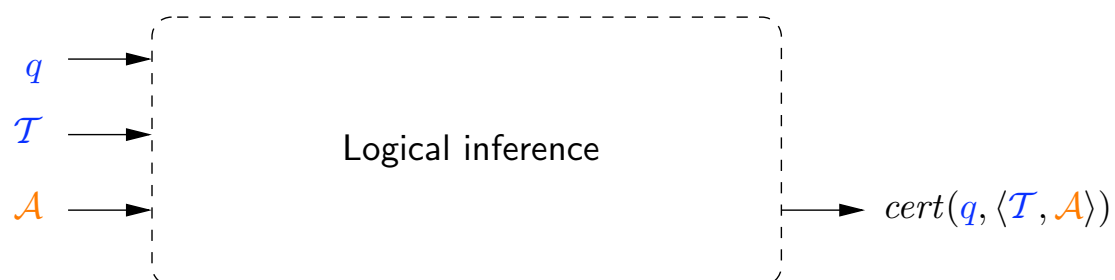 q
𝒯
Logical inference
𝒜
cert(q, ⟨𝒯, 𝒜⟩)